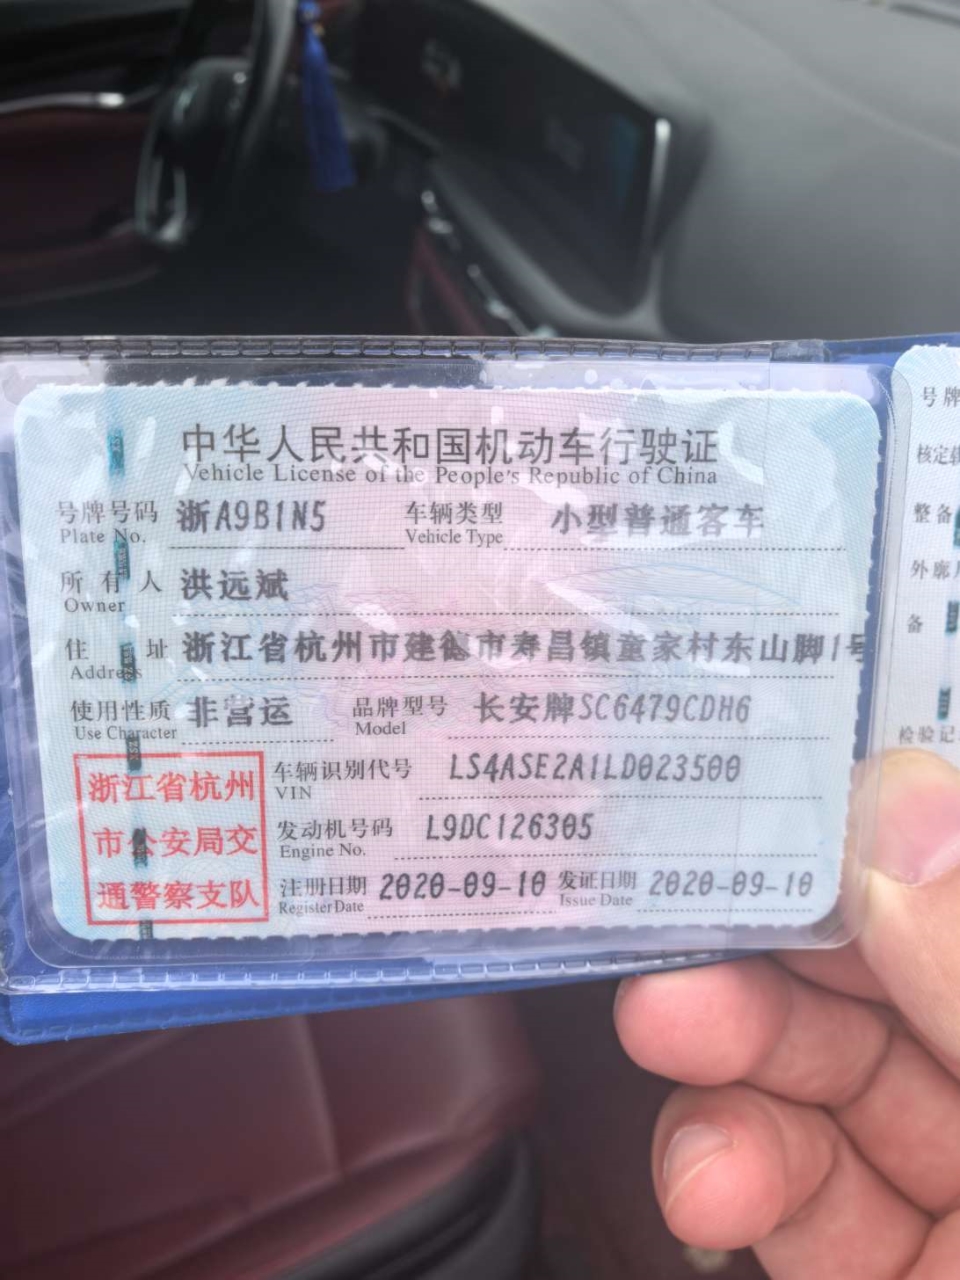 中华人民共和国机动车行驶证
Vehicle License of the People's Republic of China
号牌号码 浙A9B1N5 车辆类型 小型普通客车
Plate No. Vehicle Type
所有人 洪远斌
Owner
住址 浙江省杭州市建德市寿昌镇童家村东山脚1号
Address
使用性质 非营运 品牌型号 长安牌SC6479CDH6
Use Character Model
车辆识别代号 LS4ASE2A1LD023500
VIN
发动机号码 L9DC126305
Engine No.
注册日期 2020-09-10 发证日期 2020-09-10
Register Date Issue Date
浙江省杭州
市公安局交
通警察支队
号牌
核定载
整备
外廓
备
检验记